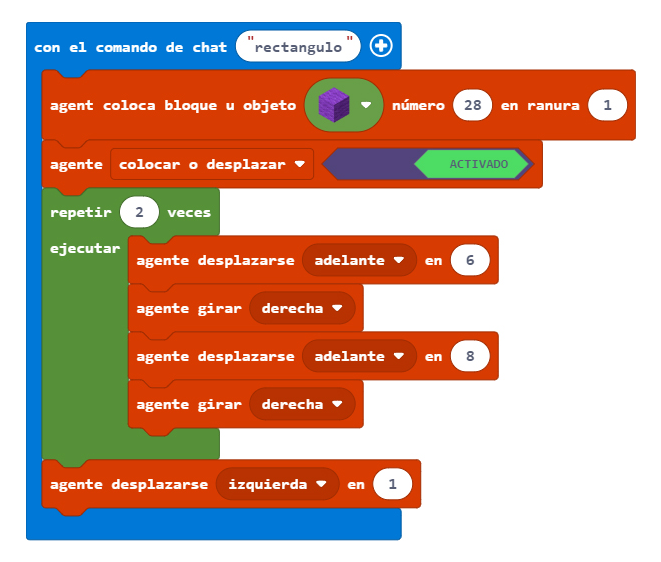 con el comando de chat "rectangulo"
agent coloca bloque u objeto número 28 en ranura 1
agente colocar o desplazar ACTIVADO
repetir 2 veces
ejecutar
agente desplazarse adelante en 6
agente girar derecha
agente desplazarse adelante en 8
agente girar derecha
agente desplazarse izquierda en 1